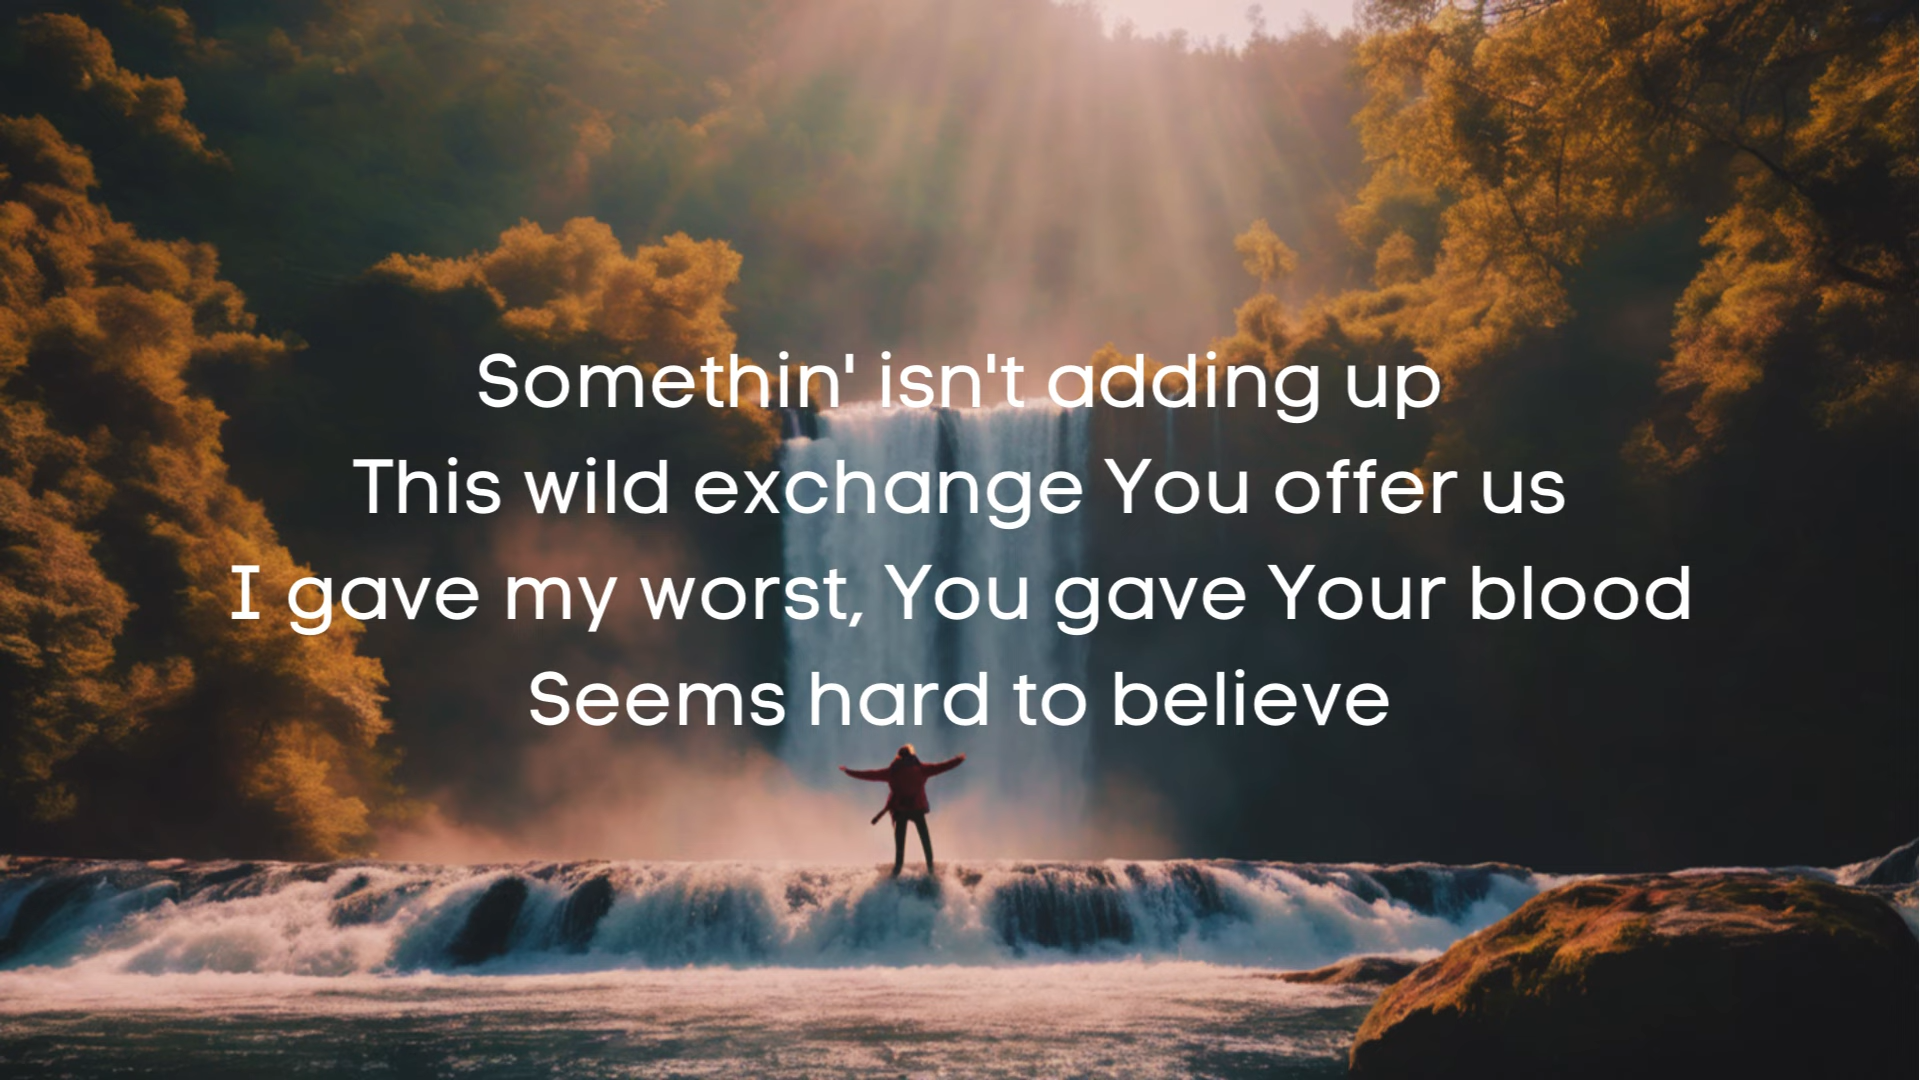 Somethin' isn't adding up
This wild exchange You offer us
I gave my worst, You gave Your blood
Seems hard to believe